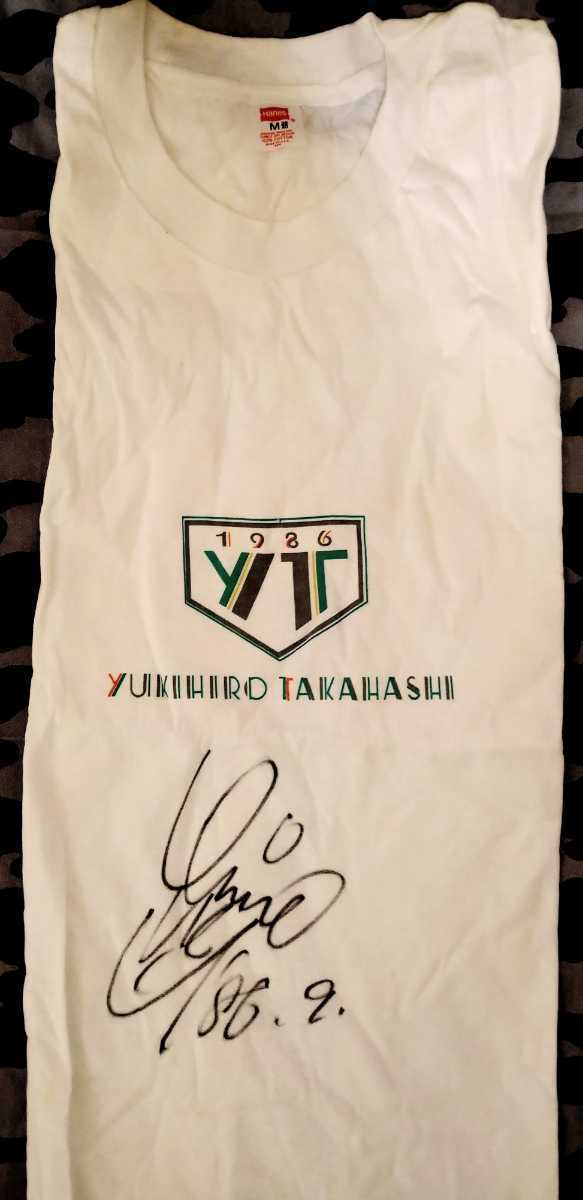 Hanes
M
1986
YT
YUKIHIRO TAKAHASHI
'86.9.